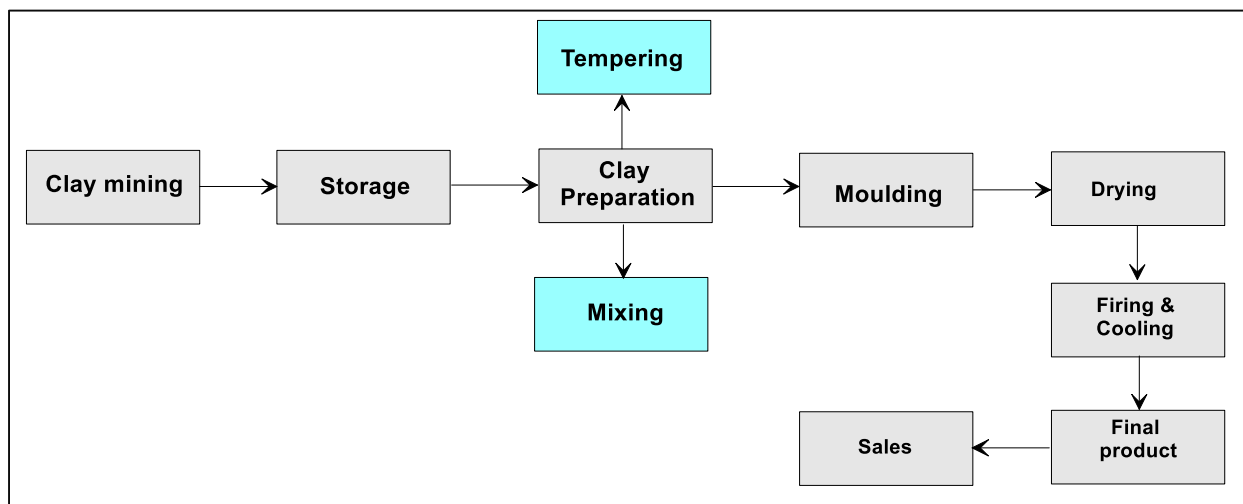 Tempering
Clay mining
Storage
Clay
Preparation
Moulding
Drying
Mixing
Firing &
Cooling
Final
product
Sales